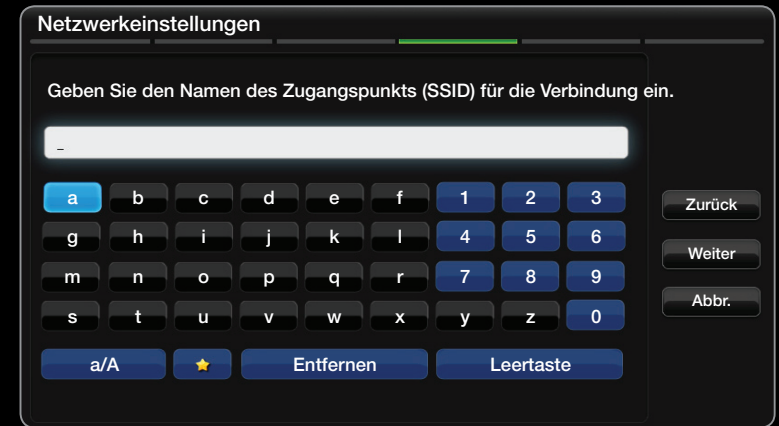 Netzwerkeinstellungen
Geben Sie den Namen des Zugangspunkts (SSID) für die Verbindung ein.
_
a b c d e f 1 2 3
Zurück
g h i j k l 4 5 6
Weiter
m n o p q r 7 8 9
Abbr.
s t u v w x y z 0
a/A ★ Entfernen Leertaste